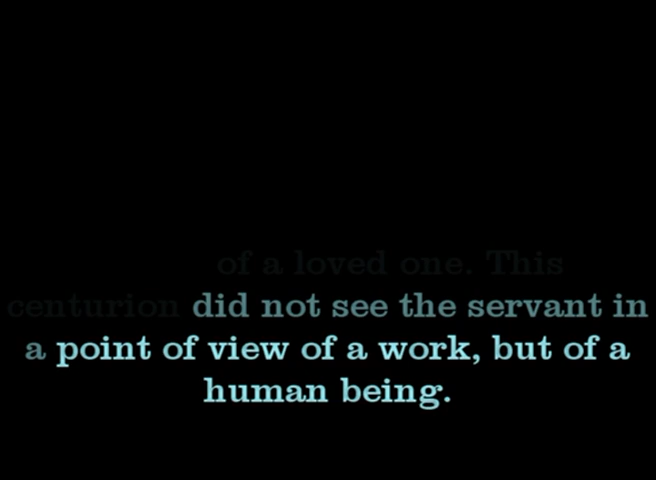 of a loved one. This
centurion did not see the servant in
a point of view of a work, but of a
human being.